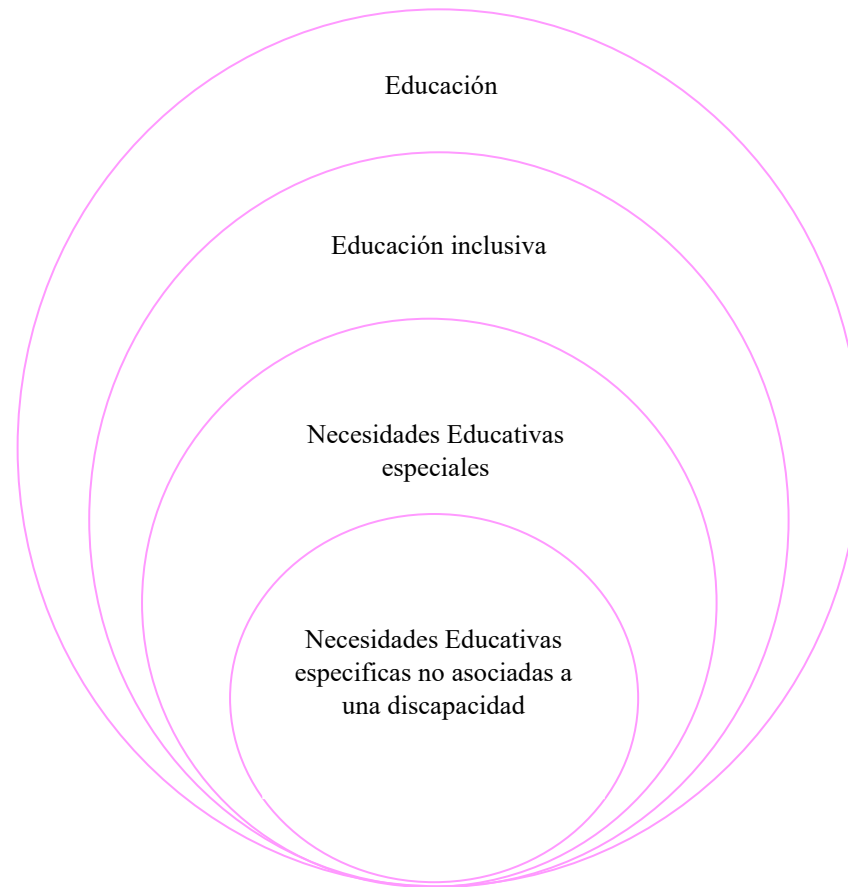 Educación
Educación inclusiva
Necesidades Educativas
especiales
Necesidades Educativas
especificas no asociadas a
una discapacidad